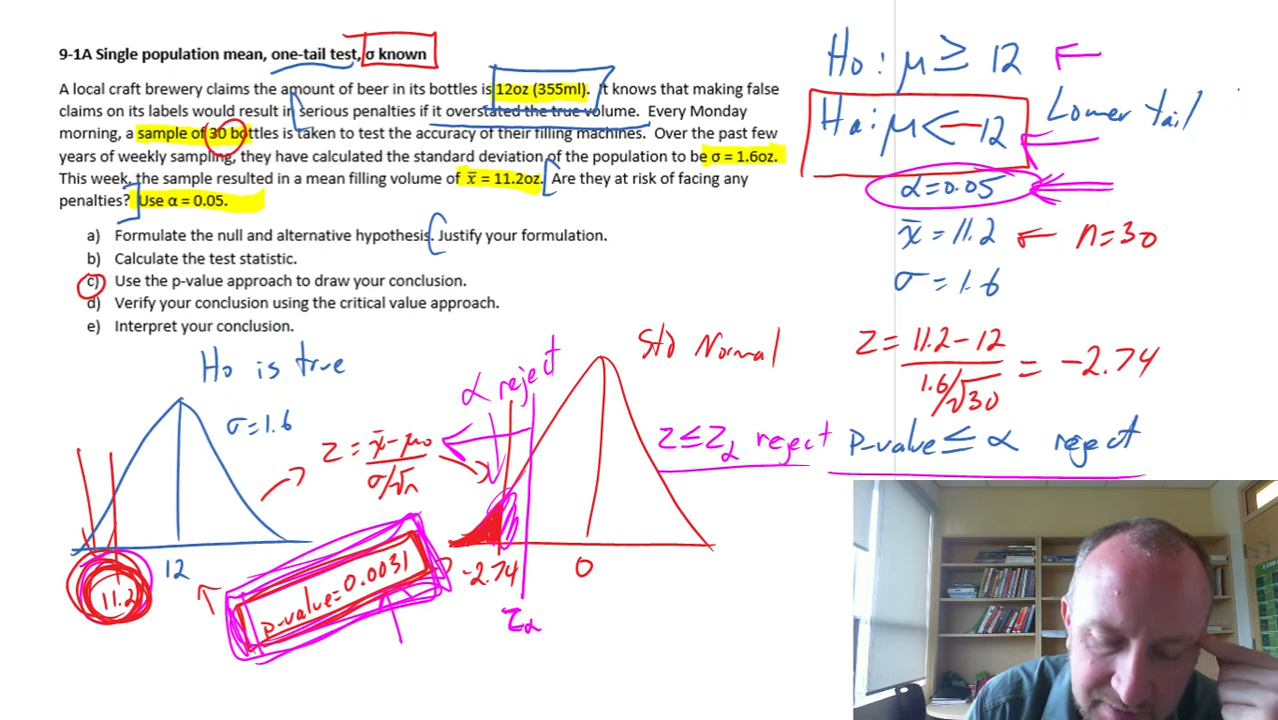 9-1A Single population mean, one-tail test, σ known
A local craft brewery claims the amount of beer in its bottles is 12oz (355ml). It knows that making false
claims on its labels would result in serious penalties if it overstated the true volume. Every Monday
morning, a sample of 30 bottles is taken to test the accuracy of their filling machines. Over the past few
years of weekly sampling, they have calculated the standard deviation of the population to be σ = 1.6oz.
This week, the sample resulted in a mean filling volume of x̄ = 11.2oz. Are they at risk of facing any
penalties? Use α = 0.05.
a) Formulate the null and alternative hypothesis. Justify your formulation.
b) Calculate the test statistic.
c) Use the p-value approach to draw your conclusion.
d) Verify your conclusion using the critical value approach.
e) Interpret your conclusion.
Ho : μ ≥ 12
Ha : μ < 12
Lower tail
α = 0.05
x̄ = 11.2
n = 30
σ = 1.6
Z = 11.2 - 12 / 1.6/√30 = -2.74
Z ≤ Zα reject
p-value ≤ α reject
Ho is true
σ = 1.6
12
11.2
Z = x̄ - μ0 / σ/√n
p-value = 0.0031
α reject
Std Normal
-2.74
0
Zα